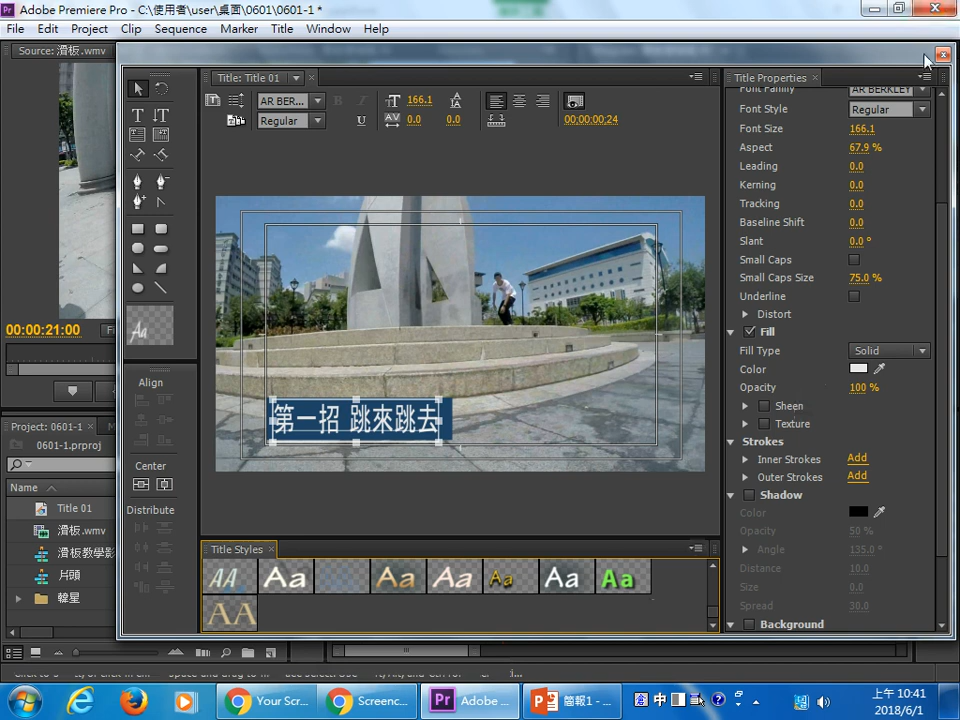 Adobe Premiere Pro - C:\使用者\user\桌面\0601\0601-1 *
File Edit Project Clip Sequence Marker Title Window Help
Source: 滑板.wmv
Title: Title 01
Title Properties
AR BER...
166.1
Regular
0.0 0.0
00;00;00;24
Font Family AR BERKLEY
Font Style Regular
Font Size 166.1
Aspect 67.9 %
Leading 0.0
Kerning 0.0
Tracking 0.0
Baseline Shift 0.0
Slant 0.0 °
Small Caps
Small Caps Size 75.0 %
Underline
Distort
Fill
Fill Type Solid
Color
Opacity 100 %
Sheen
Texture
Strokes
Inner Strokes Add
Outer Strokes Add
Shadow
Color
Opacity 50 %
Angle 135.0 °
Distance 10.0
Size 0.0
Spread 30.0
Background
00:00:21:00
Fi
Aa
Align
Center
Distribute
第一招 跳來跳去
Project: 0601-1
0601-1.prproj
Name
Title 01
滑板.wmv
滑板教學影
片頭
韓星
Title Styles
AA Aa Aa Aa Aa Aa Aa
AA
Your Scr...
Screenc...
Adobe ...
簡報1 - ...
中
上午 10:41
2018/6/1